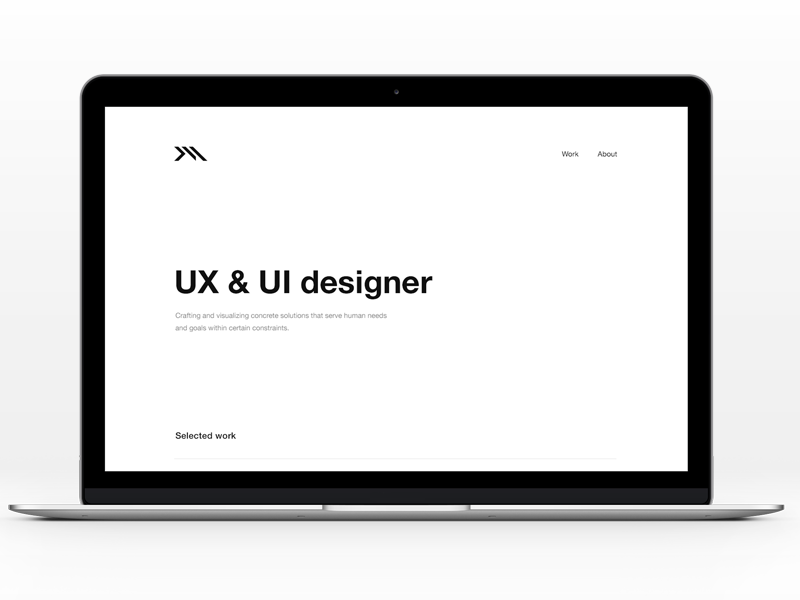 Work About
UX & UI designer
Crafting and visualizing concrete solutions that serve human needs
and goals within certain constraints.
Selected work